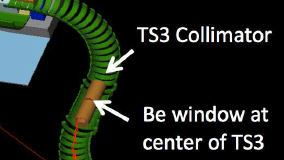 TS3 Collimator
Be window at
center of TS3